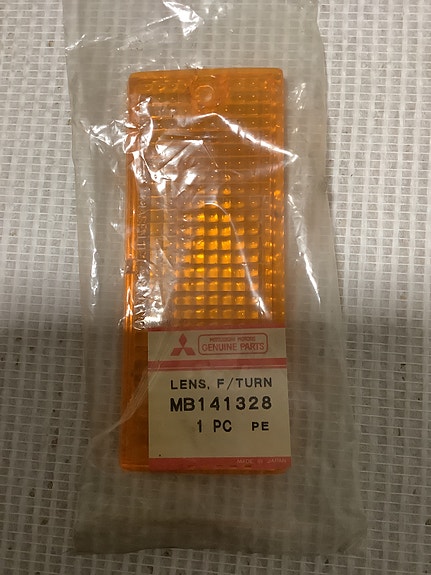 MITSUBISHI MOTORS
GENUINE PARTS
LENS, F/TURN
MB141328
1 PC PE
MADE IN JAPAN